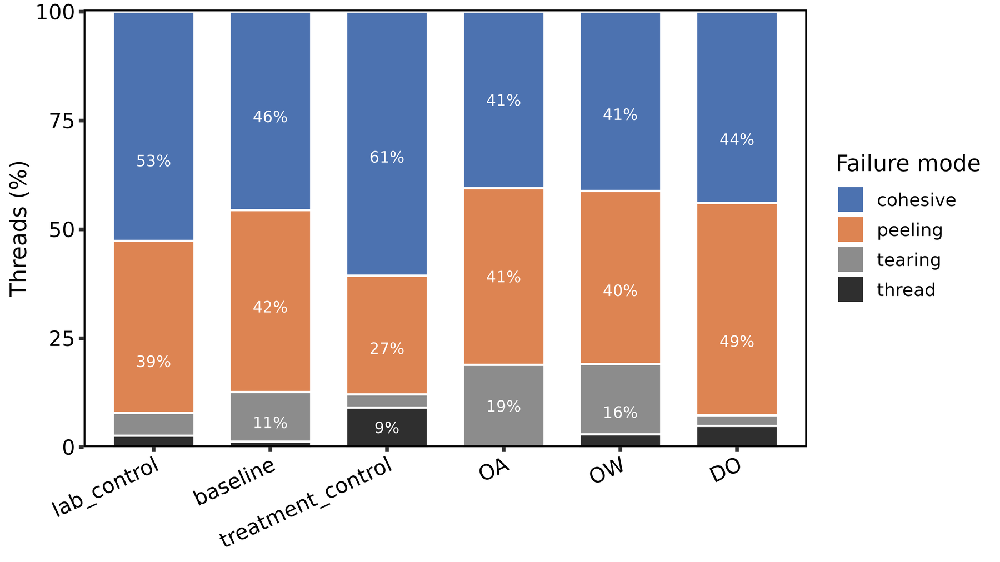 100
75
50
25
0
Threads (%)
53%
39%
46%
42%
11%
61%
27%
9%
41%
41%
19%
41%
40%
16%
44%
49%
lab_control
baseline
treatment_control
OA
OW
DO
Failure mode
cohesive
peeling
tearing
thread